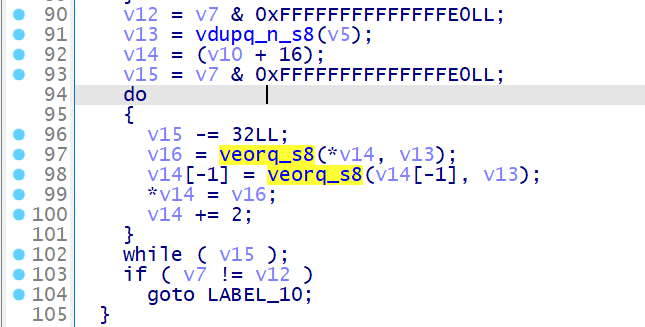 90 v12 = v7 & 0xFFFFFFFFFFFFFFE0LL;
91 v13 = vdupq_n_s8(v5);
92 v14 = (v10 + 16);
93 v15 = v7 & 0xFFFFFFFFFFFFFFE0LL;
94 do
95 {
96 v15 -= 32LL;
97 v16 = veorq_s8(*v14, v13);
98 v14[-1] = veorq_s8(v14[-1], v13);
99 *v14 = v16;
100 v14 += 2;
101 }
102 while ( v15 );
103 if ( v7 != v12 )
104 goto LABEL_10;
105 }